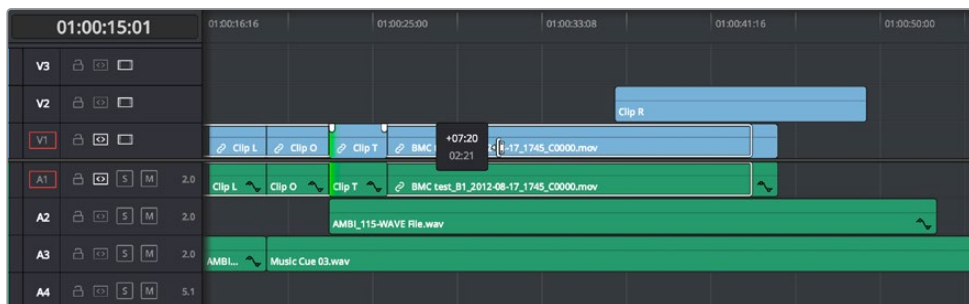 01:00:15:01
01:00:16:16 01:00:25:00 01:00:33:08 01:00:41:16 01:00:50:00
V3
V2
Clip R
V1 Clip L Clip O Clip T BMC t 2-08-17_1745_C0000.mov
+07:20
02:21
A1 S M 2.0 Clip L Clip O Clip T BMC test_B1_2012-08-17_1745_C0000.mov
A2 S M 2.0 AMBI_115-WAVE File.wav
A3 S M 2.0 AMBI... Music Cue 03.wav
A4 S M 5.1